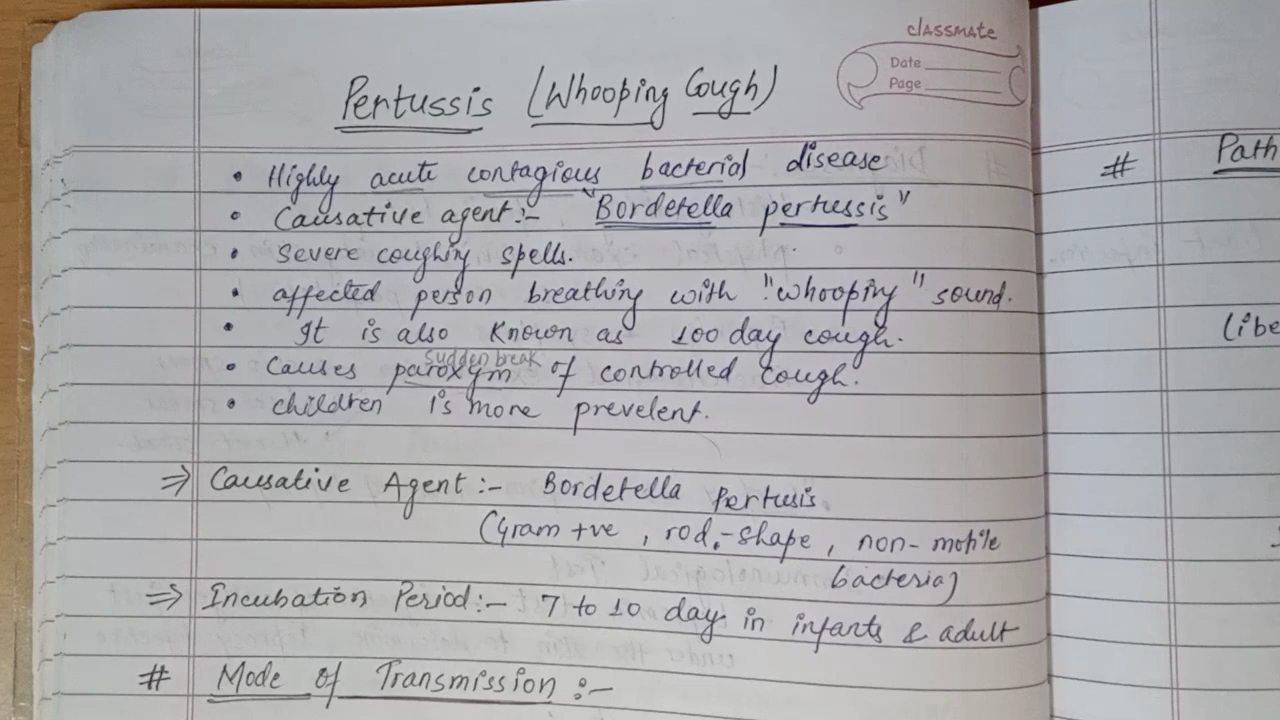 classmate
Date
Page
Pertussis (Whooping Cough)
• Highly acute contagious bacterial disease
• Causative agent:- "Bordetella pertussis"
• Severe coughing spells.
• affected person breathing with "whooping" sound.
• It is also known as 100 day cough.
sudden break
• Causes paroxym of controlled cough.
• children is more prevelent.
⇒ Causative Agent:- Bordetella Pertusis
(Gram +ve, rod-shape, non-motile
bacteria)
⇒ Incubation Period:- 7 to 10 days in infants & adult
# Mode of Transmission :-
# Path
(libe